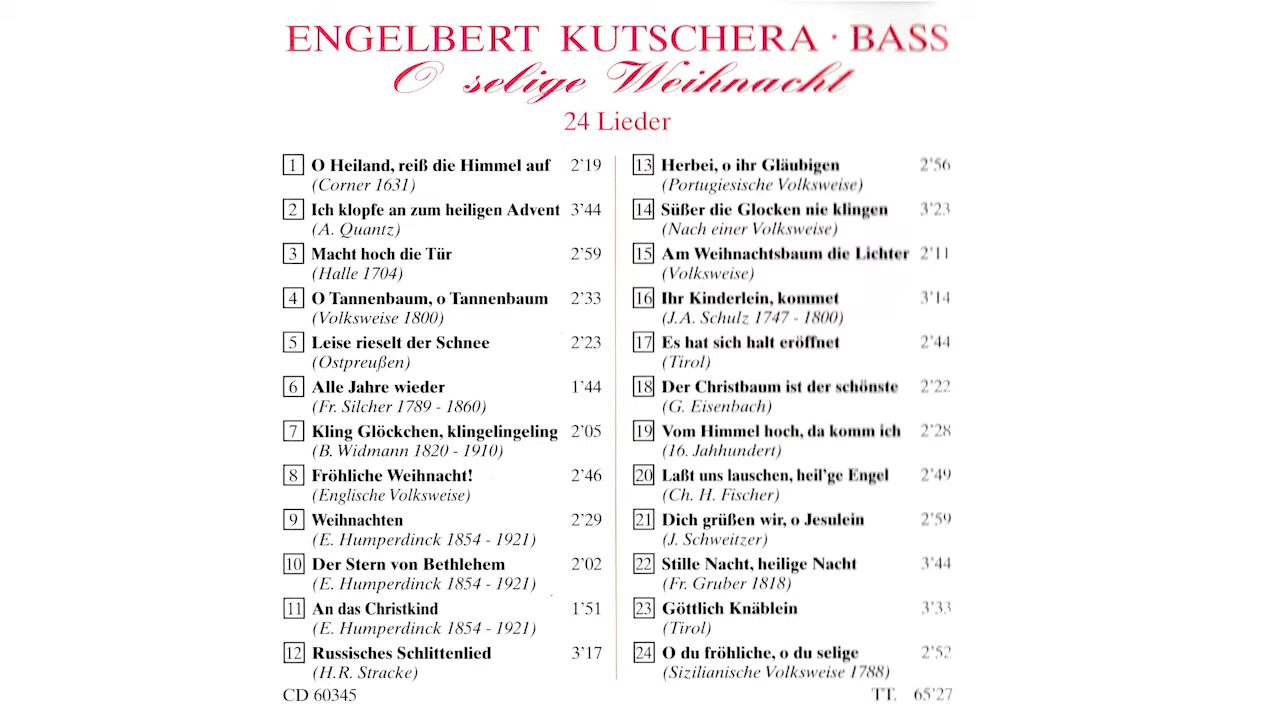 ENGELBERT KUTSCHERA · BASS
O selige Weihnacht
24 Lieder
1 O Heiland, reiß die Himmel auf 2'19
(Corner 1631)
2 Ich klopfe an zum heiligen Advent 3'44
(A. Quantz)
3 Macht hoch die Tür 2'59
(Halle 1704)
4 O Tannenbaum, o Tannenbaum 2'33
(Volksweise 1800)
5 Leise rieselt der Schnee 2'23
(Ostpreußen)
6 Alle Jahre wieder 1'44
(Fr. Silcher 1789 - 1860)
7 Kling Glöckchen, klingelingeling 2'05
(B. Widmann 1820 - 1910)
8 Fröhliche Weihnacht! 2'46
(Englische Volksweise)
9 Weihnachten 2'29
(E. Humperdinck 1854 - 1921)
10 Der Stern von Bethlehem 2'02
(E. Humperdinck 1854 - 1921)
11 An das Christkind 1'51
(E. Humperdinck 1854 - 1921)
12 Russisches Schlittenlied 3'17
(H.R. Stracke)
CD 60345
13 Herbei, o ihr Gläubigen 2'56
(Portugiesische Volksweise)
14 Süßer die Glocken nie klingen 3'23
(Nach einer Volksweise)
15 Am Weihnachtsbaum die Lichter 2'11
(Volksweise)
16 Ihr Kinderlein, kommet 3'14
(J.A. Schulz 1747 - 1800)
17 Es hat sich halt eröffnet 2'44
(Tirol)
18 Der Christbaum ist der schönste 2'22
(G. Eisenbach)
19 Vom Himmel hoch, da komm ich 2'28
(16. Jahhundert)
20 Laßt uns lauschen, heil'ge Engel 2'49
(Ch. H. Fischer)
21 Dich grüßen wir, o Jesulein 2'59
(J. Schweitzer)
22 Stille Nacht, heilige Nacht 3'44
(Fr. Gruber 1818)
23 Göttlich Knäblein 3'33
(Tirol)
24 O du fröhliche, o du selige 2'52
(Sizilianische Volksweise 1788)
TT. 65'27